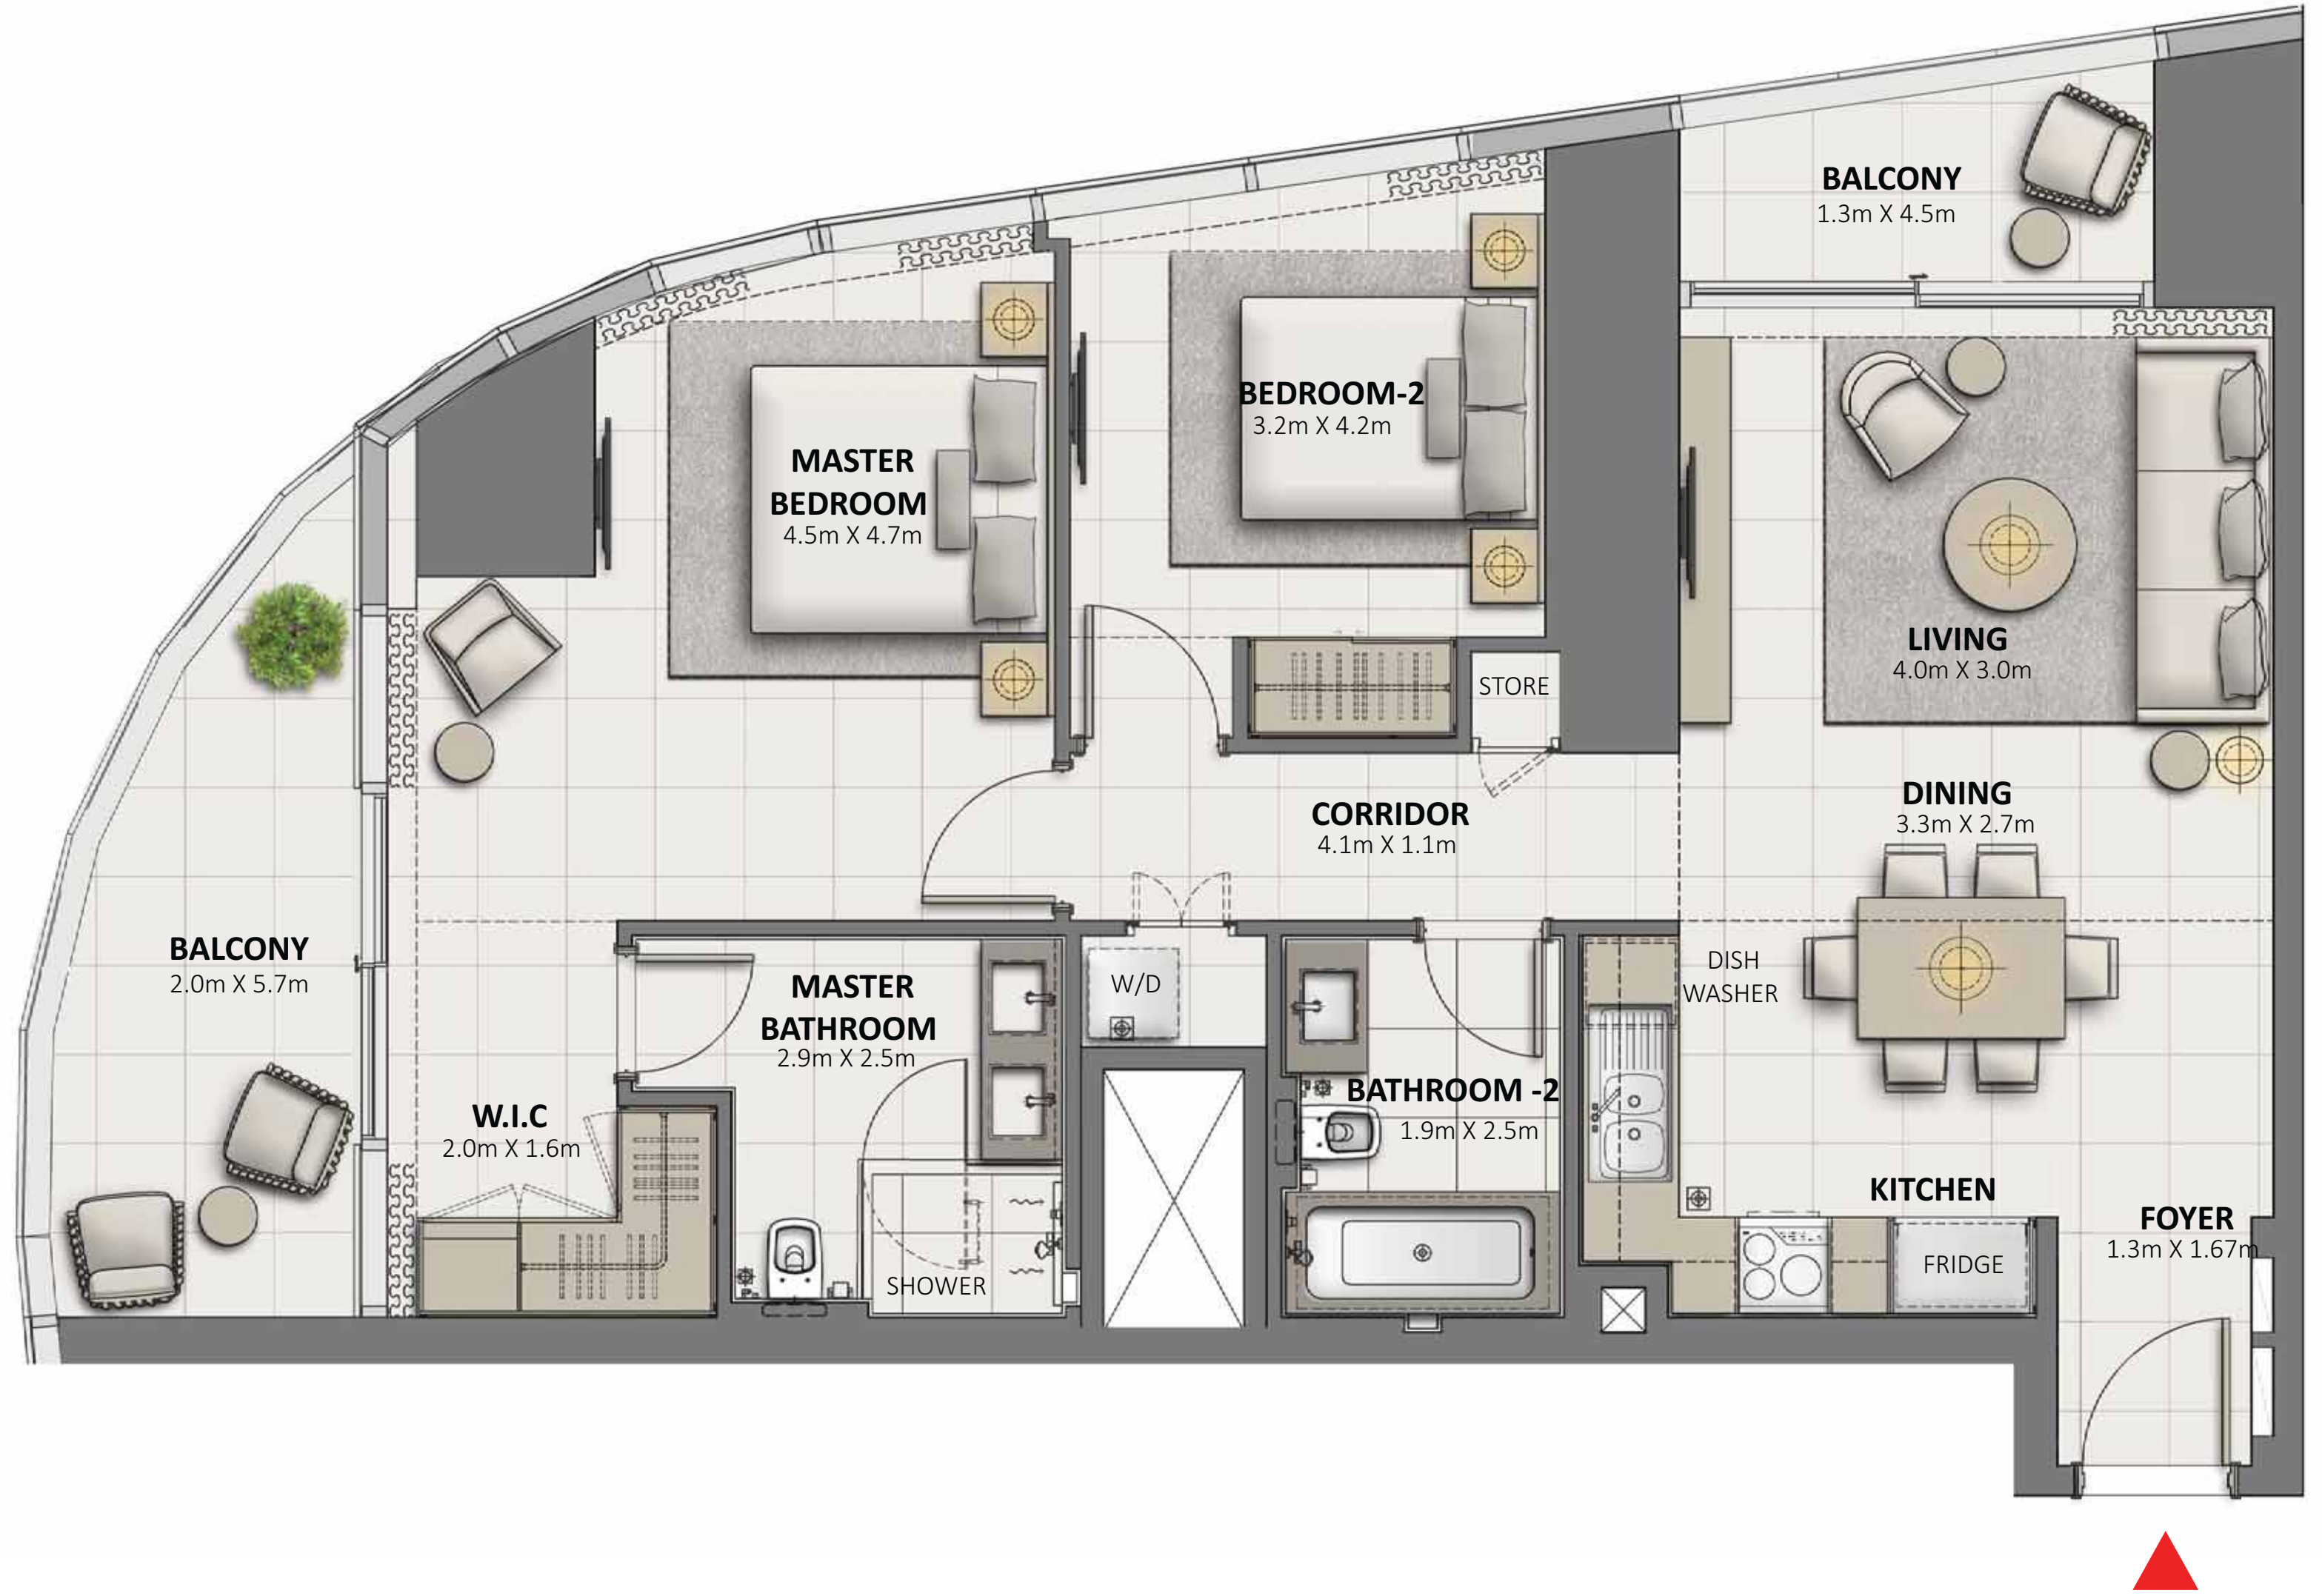 BALCONY
1.3m X 4.5m
BEDROOM-2
3.2m X 4.2m
MASTER
BEDROOM
4.5m X 4.7m
LIVING
4.0m X 3.0m
STORE
DINING
3.3m X 2.7m
CORRIDOR
4.1m X 1.1m
BALCONY
2.0m X 5.7m
MASTER
BATHROOM
2.9m X 2.5m
W/D
DISH
WASHER
BATHROOM -2
1.9m X 2.5m
W.I.C
2.0m X 1.6m
KITCHEN
FOYER
1.3m X 1.67m
FRIDGE
SHOWER